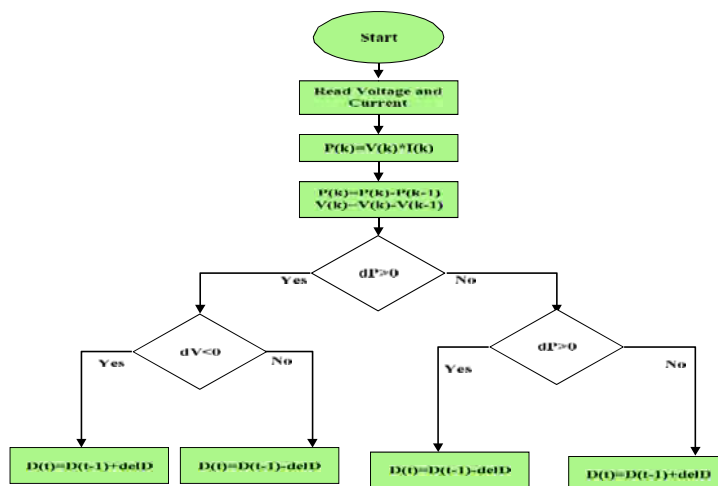 Start
Read Voltage and
Current
P(k)=V(k)*I(k)
P(k)=P(k)-P(k-1)
V(k)=V(k)-V(k-1)
dP>0
Yes
No
dV<0
dP>0
Yes
No
Yes
No
D(t)=D(t-1)+delD
D(t)=D(t-1)-delD
D(t)=D(t-1)-delD
D(t)=D(t-1)+delD